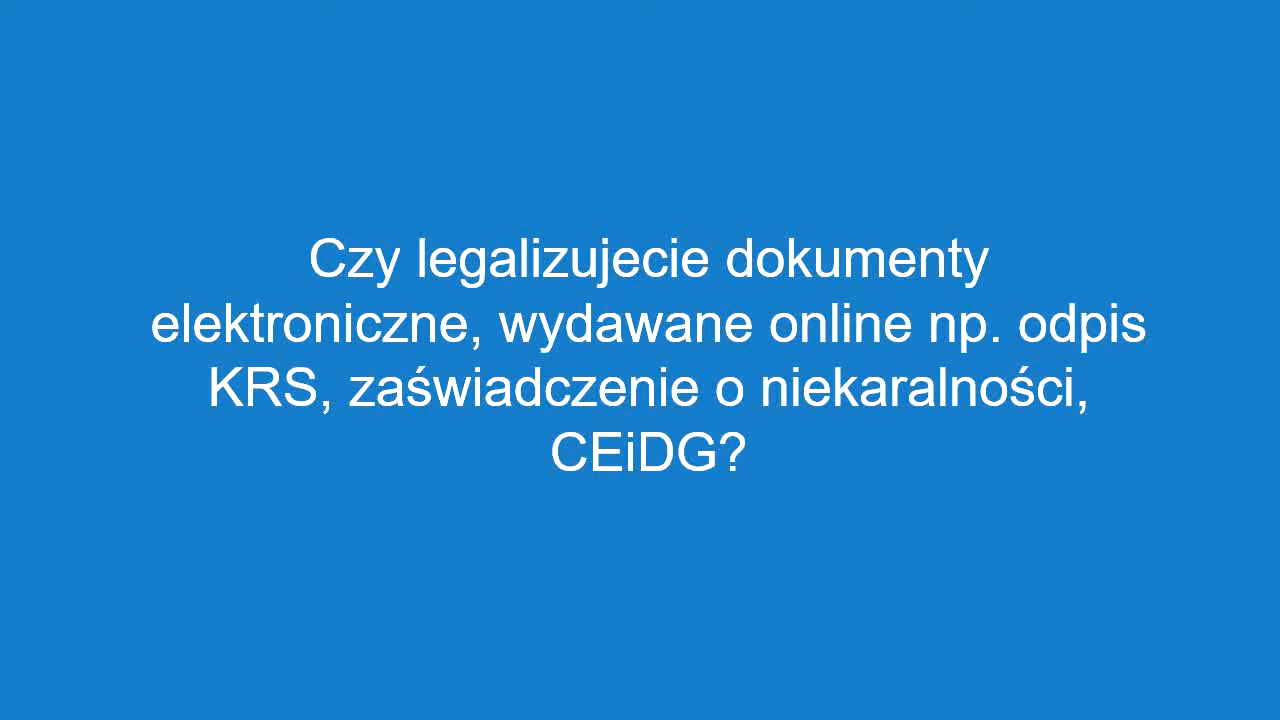 Czy legalizujecie dokumenty
elektroniczne, wydawane online np. odpis
KRS, zaświadczenie o niekaralności,
CEiDG?